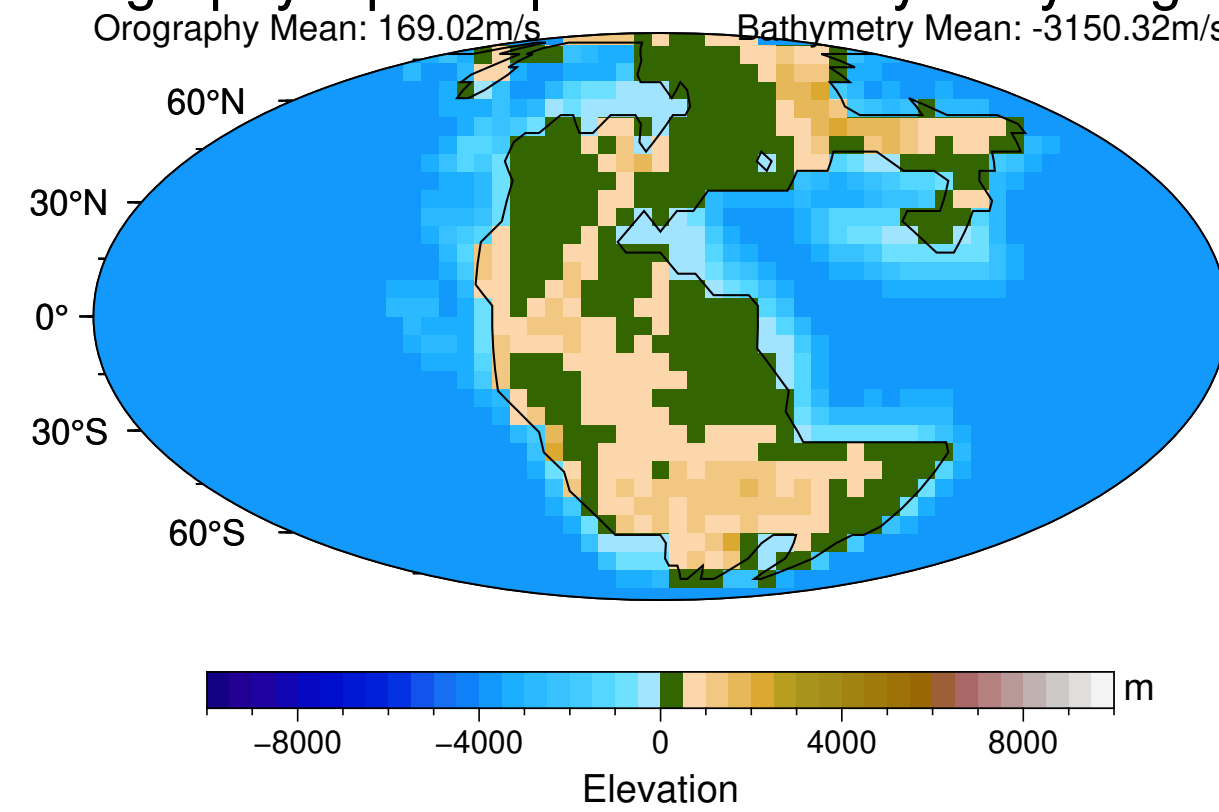 Orography Mean: 169.02m/s Bathymetry Mean: -3150.32m/s
60°N
30°N
0°
30°S
60°S
m
−8000 −4000 0 4000 8000
Elevation